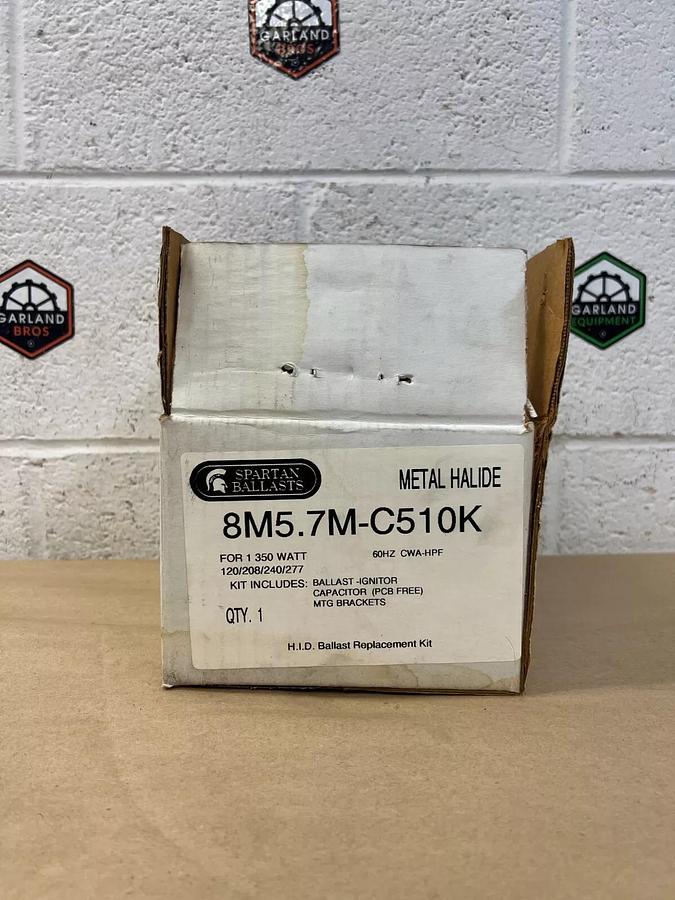 GARLAND
BROS
GARLAND
BROS
GARLAND
EQUIPMENT
SPARTAN
BALLASTS
METAL HALIDE
8M5.7M-C510K
FOR 1 350 WATT
60HZ CWA-HPF
120/208/240/277
KIT INCLUDES: BALLAST -IGNITOR
CAPACITOR (PCB FREE)
MTG BRACKETS
QTY. 1
H.I.D. Ballast Replacement Kit